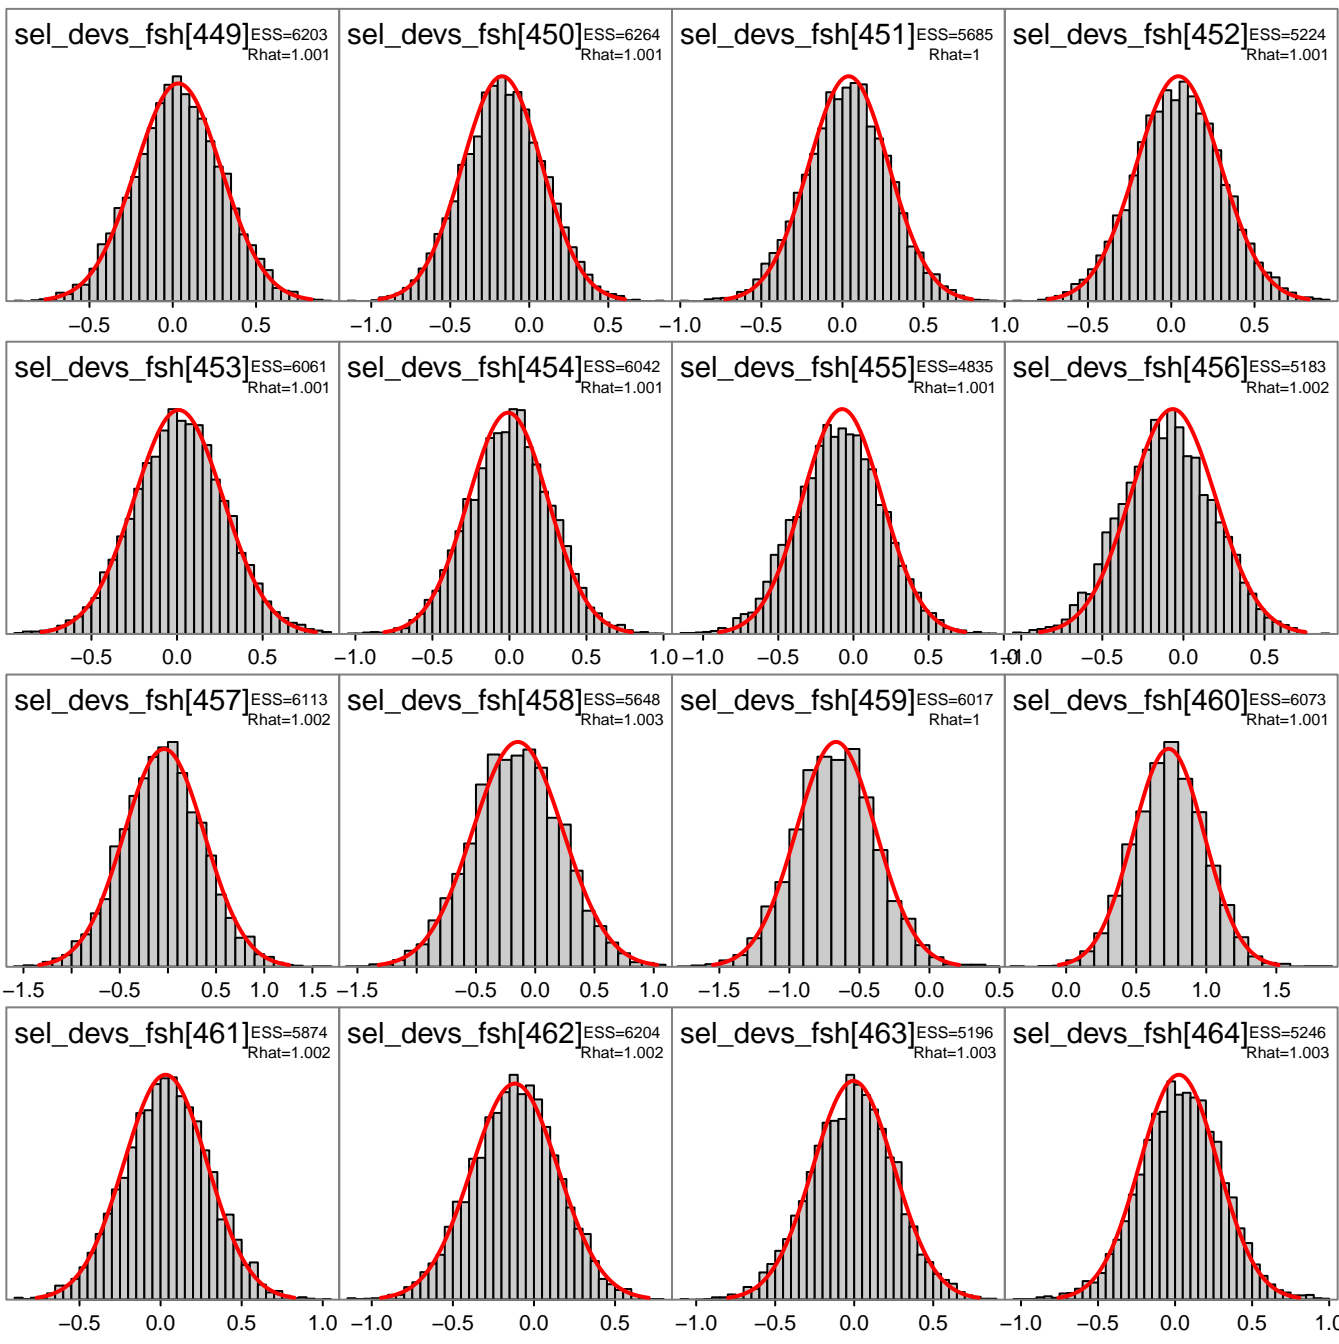 sel_devs_fsh[449] ESS=6203
Rhat=1.001
sel_devs_fsh[450] ESS=6264
Rhat=1.001
sel_devs_fsh[451] ESS=5685
Rhat=1
sel_devs_fsh[452] ESS=5224
Rhat=1.001
−0.5 0.0 0.5
−1.0 −0.5 0.0 0.5
−1.0 −0.5 0.0 0.5 1.0
−0.5 0.0 0.5
sel_devs_fsh[453] ESS=6061
Rhat=1.001
sel_devs_fsh[454] ESS=6042
Rhat=1.001
sel_devs_fsh[455] ESS=4835
Rhat=1.001
sel_devs_fsh[456] ESS=5183
Rhat=1.002
−0.5 0.0 0.5
−1.0 −0.5 0.0 0.5 1.0
−1.0 −0.5 0.0 0.5 1.0
−1.0 −0.5 0.0 0.5
sel_devs_fsh[457] ESS=6113
Rhat=1.002
sel_devs_fsh[458] ESS=5648
Rhat=1.003
sel_devs_fsh[459] ESS=6017
Rhat=1
sel_devs_fsh[460] ESS=6073
Rhat=1.001
−1.5 −0.5 0.0 0.5 1.0 1.5
−1.5 −0.5 0.0 0.5 1.0
−1.5 −1.0 −0.5 0.0 0.5
0.0 0.5 1.0 1.5
sel_devs_fsh[461] ESS=5874
Rhat=1.002
sel_devs_fsh[462] ESS=6204
Rhat=1.002
sel_devs_fsh[463] ESS=5196
Rhat=1.003
sel_devs_fsh[464] ESS=5246
Rhat=1.003
−0.5 0.0 0.5 1.0
−1.0 −0.5 0.0 0.5
−1.0 −0.5 0.0 0.5
−1.0 −0.5 0.0 0.5 1.0